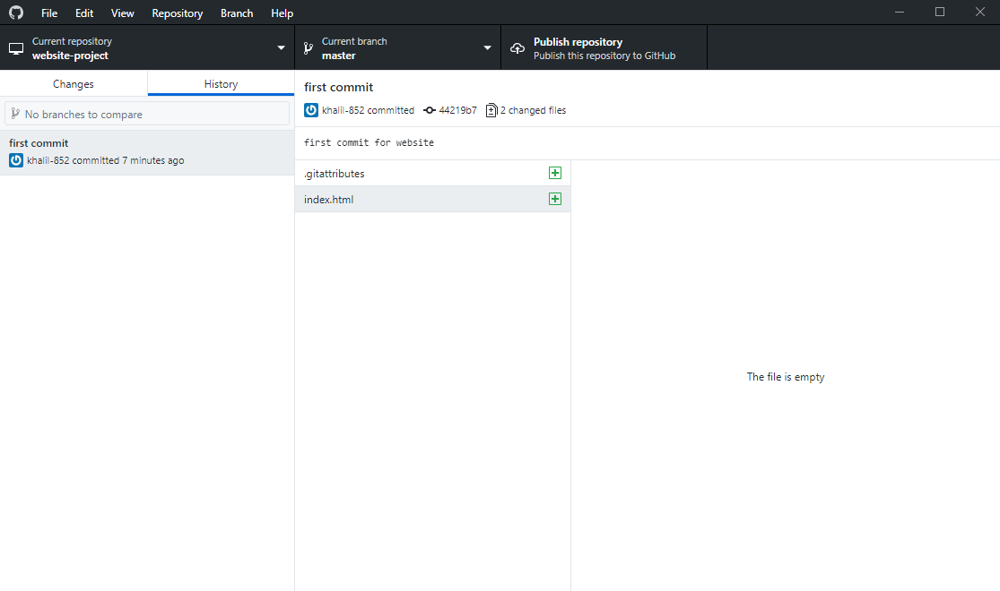 File Edit View Repository Branch Help
Current repository
website-project
Current branch
master
Publish repository
Publish this repository to GitHub
Changes
History
No branches to compare
first commit
khalil-852 committed 7 minutes ago
first commit
khalil-852 committed 44219b7 2 changed files
first commit for website
.gitattributes
index.html
The file is empty